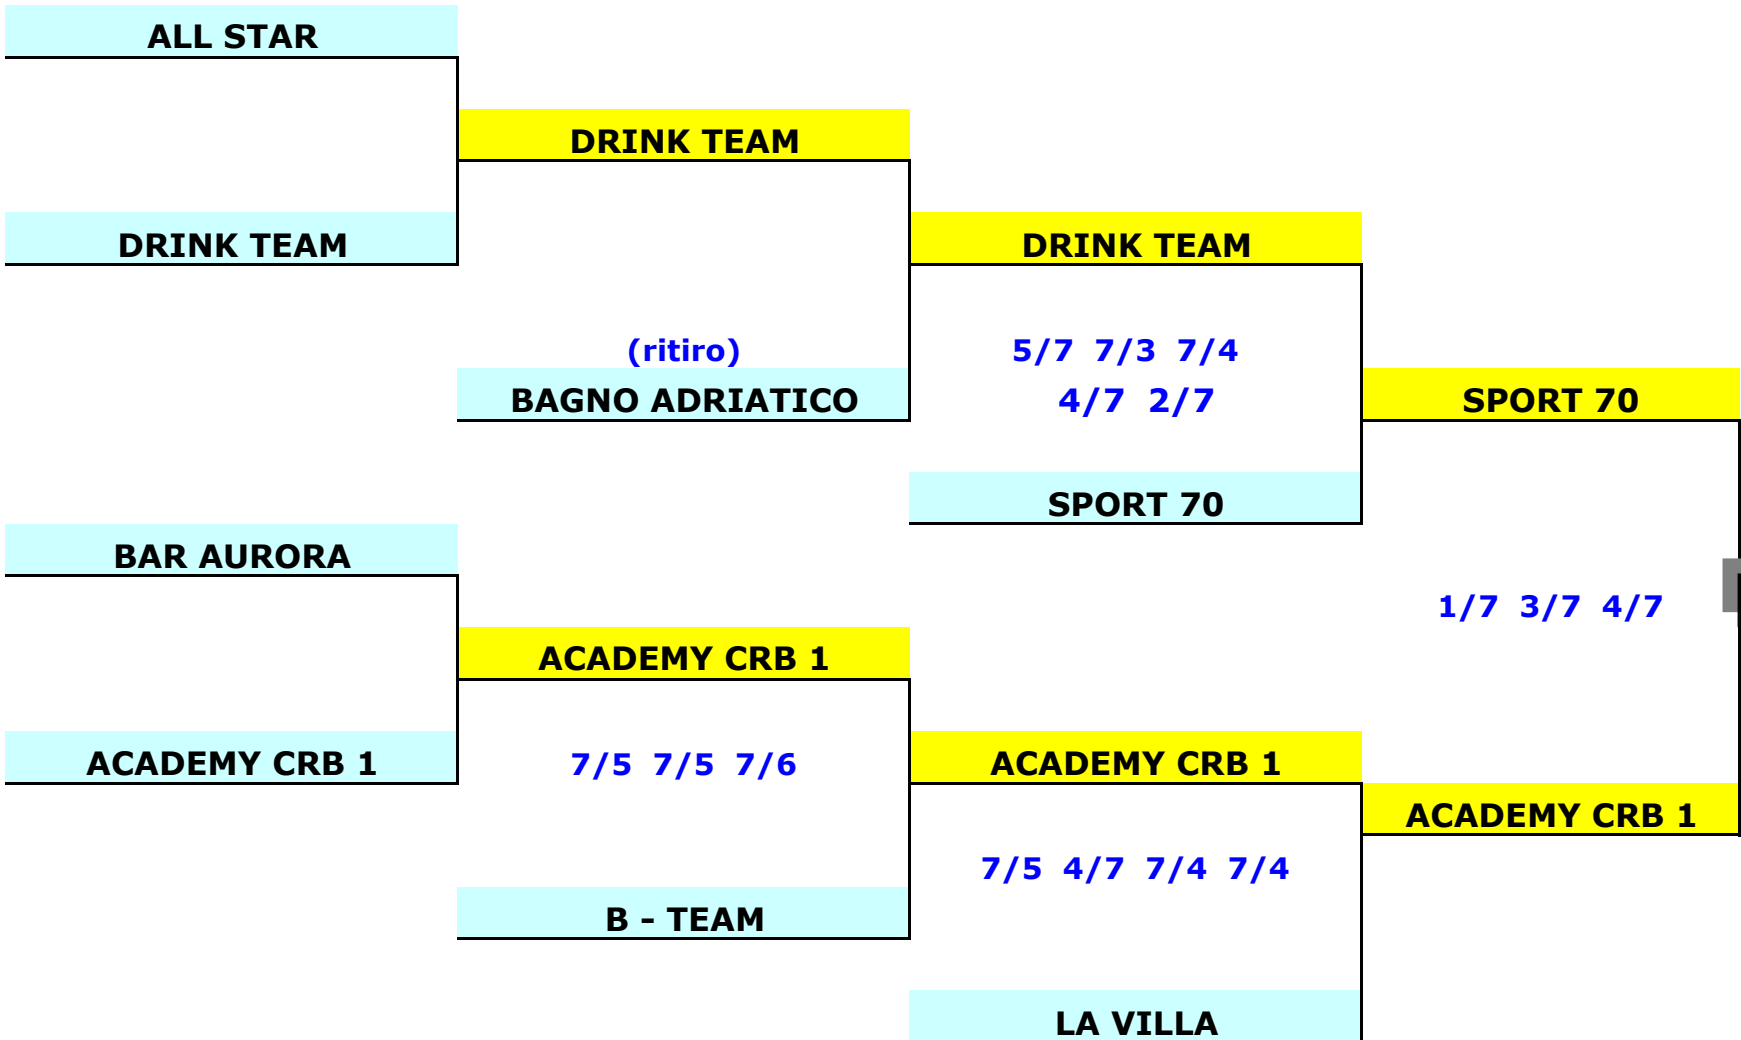 ALL STAR
DRINK TEAM
DRINK TEAM
DRINK TEAM
(ritiro)
5/7 7/3 7/4
BAGNO ADRIATICO
4/7 2/7
SPORT 70
SPORT 70
BAR AURORA
1/7 3/7 4/7
ACADEMY CRB 1
ACADEMY CRB 1
7/5 7/5 7/6
ACADEMY CRB 1
ACADEMY CRB 1
7/5 4/7 7/4 7/4
B - TEAM
LA VILLA